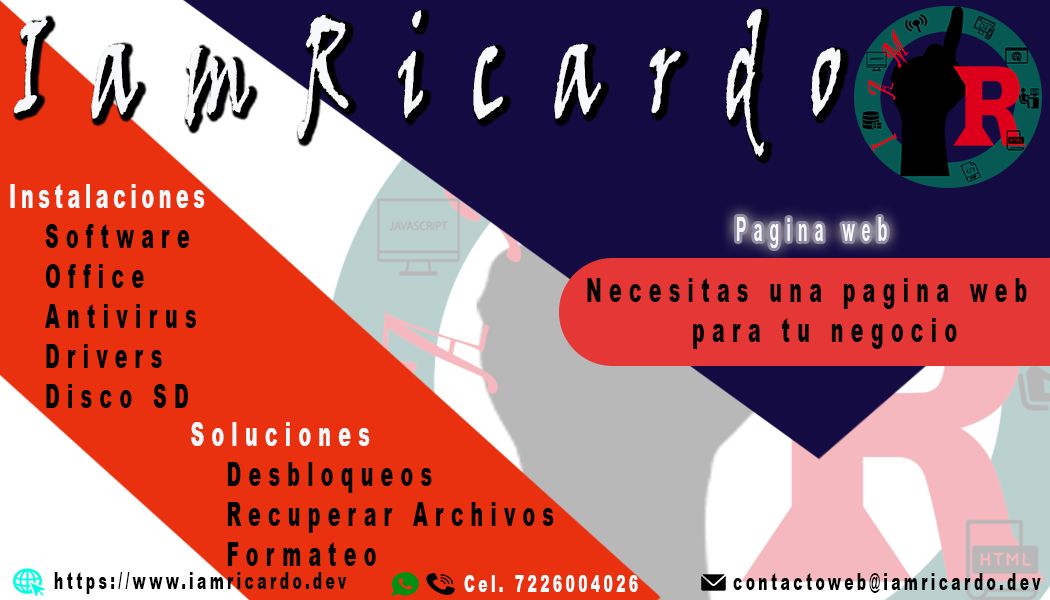 IamRicardo
I A M
R
Instalaciones
Software
Office
Antivirus
Drivers
Disco SD
Soluciones
Desbloqueos
Recuperar Archivos
Formateo
Pagina web
Necesitas una pagina web
para tu negocio
JAVASCRIPT
A
R
HTML
https://www.iamricardo.dev
Cel. 7226004026
contactoweb@iamricardo.dev